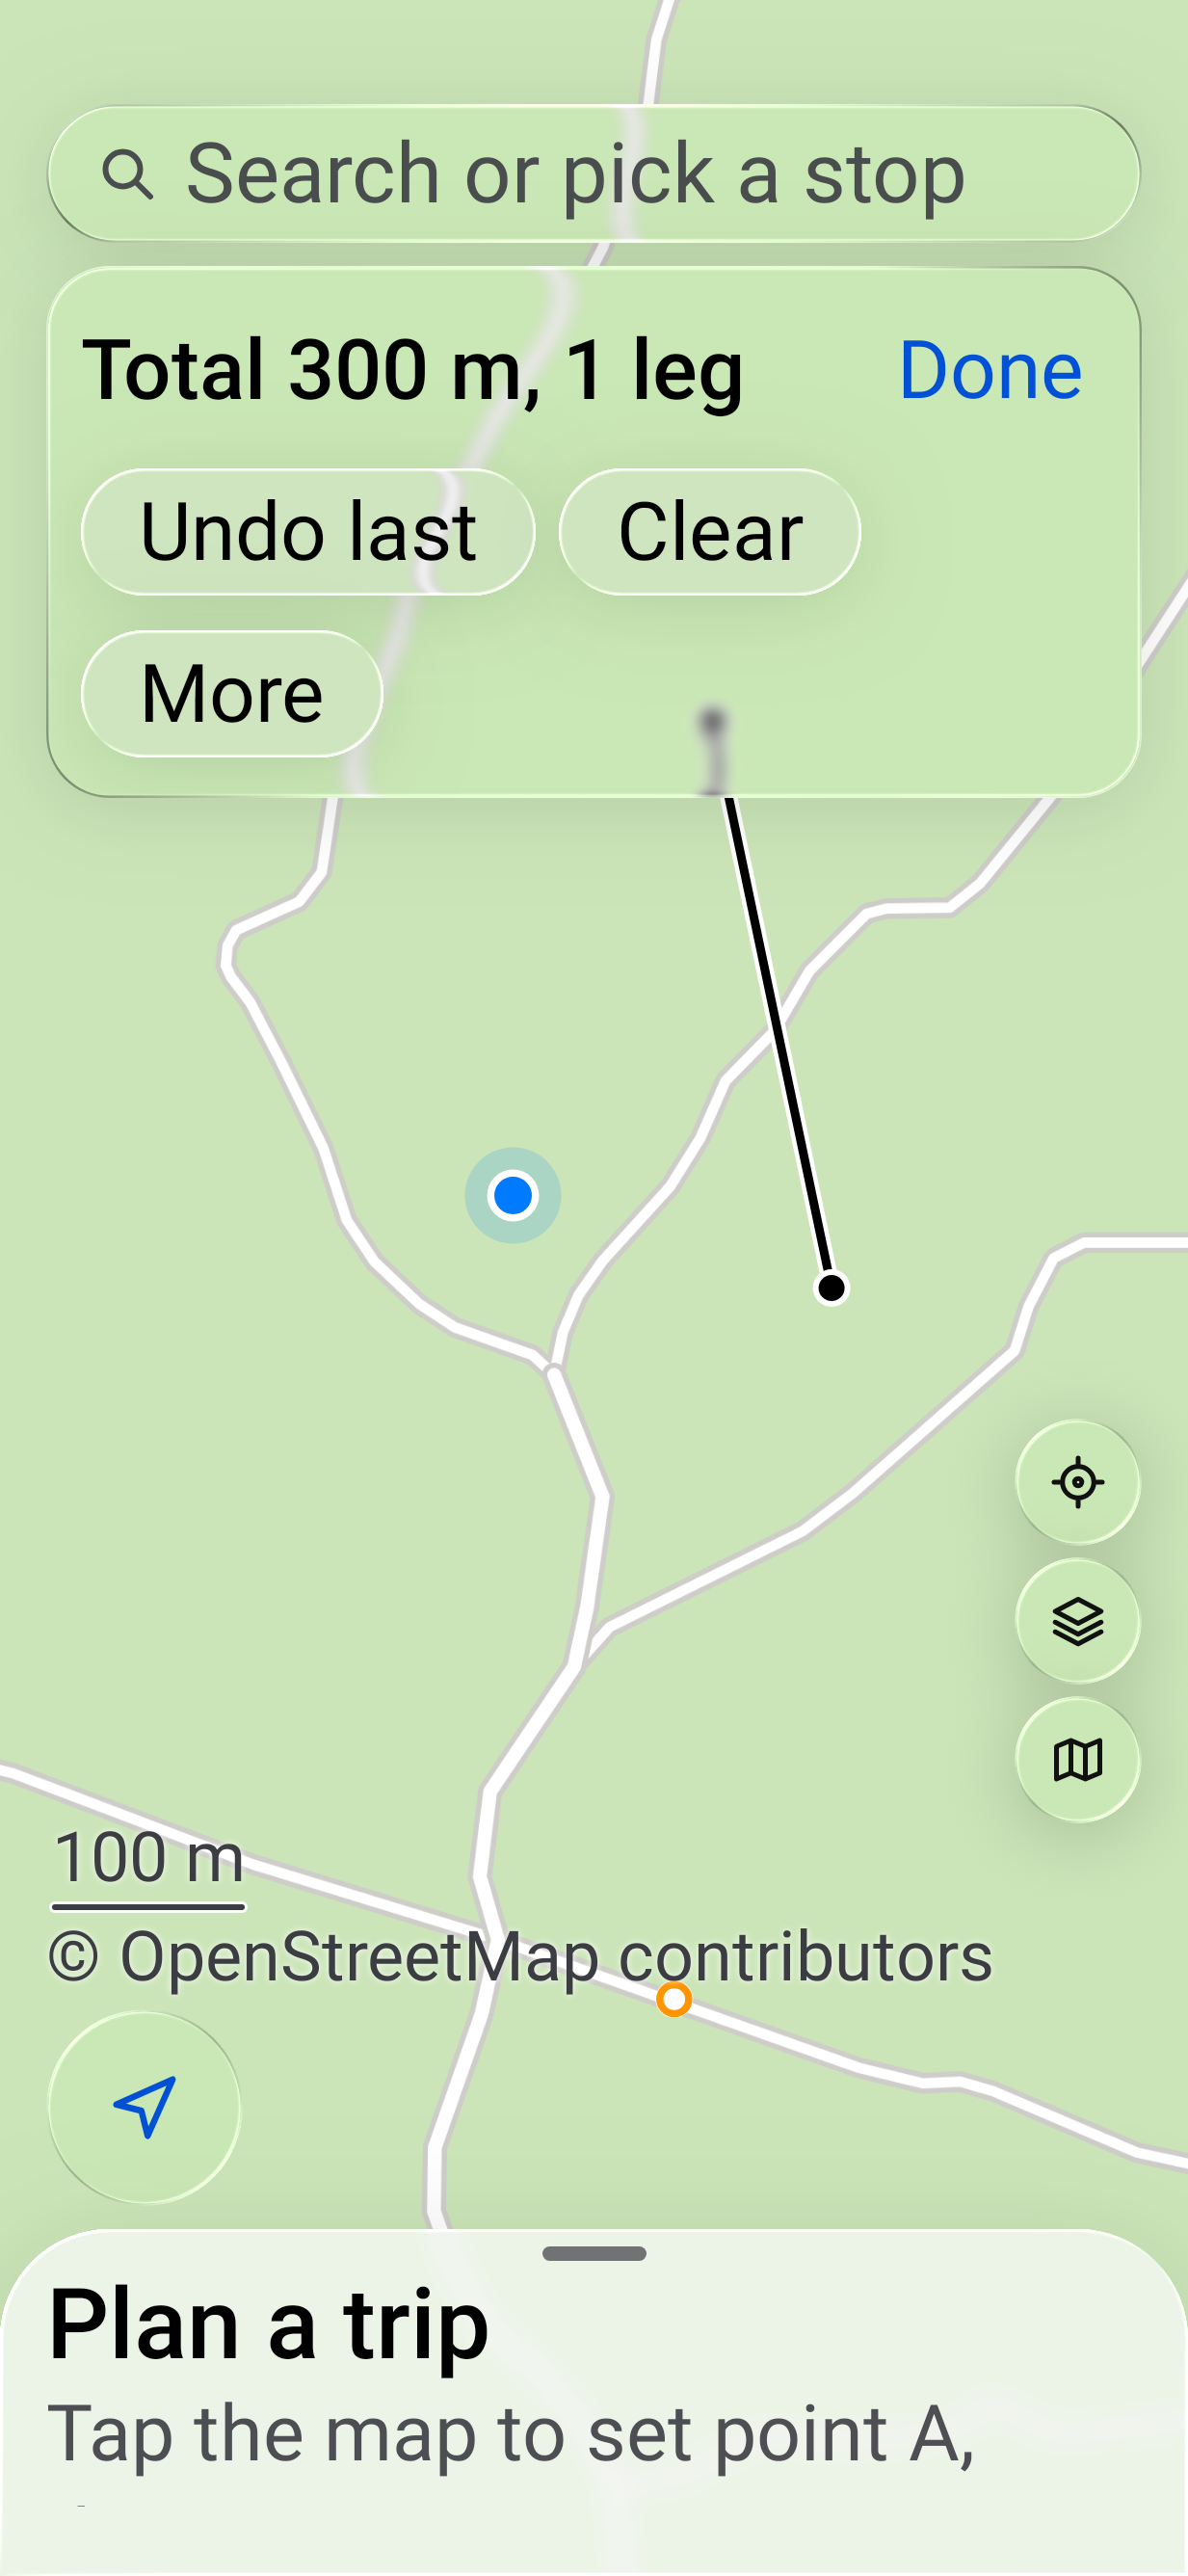 Search or pick a stop
Total 300 m, 1 leg
Done
Undo last
Clear
More
100 m
© OpenStreetMap contributors
Plan a trip
Tap the map to set point A,